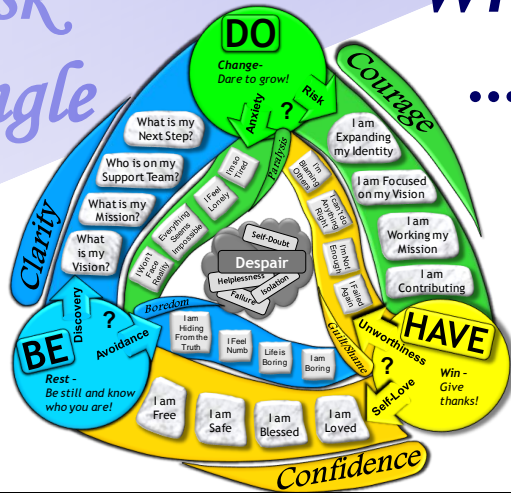 DO
Change-
Dare to grow!
Anxiety
?
Risk
Courage
I am
Expanding
my Identity
I am Focused
on my Vision
I am
Working my
Mission
I am
Contributing
Clarity
What is my
Next Step?
Who is on my
Support Team?
What is my
Mission?
What
is my
Vision?
Paralysis
I'm so
Tired
I Feel
Lonely
Everything
Seems
Impossible
I Won't
Face
Reality
I'm
Blaming
Others
I can't do
Anything
Right
I'm Not
Enough
I Failed
Again
Guilt/Shame
Self-Doubt
Despair
Helplessness
Isolation
Failure
Boredom
I am
Hiding
From the
Truth
I Feel
Numb
Life is
Boring
I am
Boring
BE
Discovery
?
Avoidance
Rest -
Be still and know
who you are!
HAVE
Unworthiness
?
Self-Love
Win -
Give
thanks!
I am
Free
I am
Safe
I am
Blessed
I am
Loved
Confidence